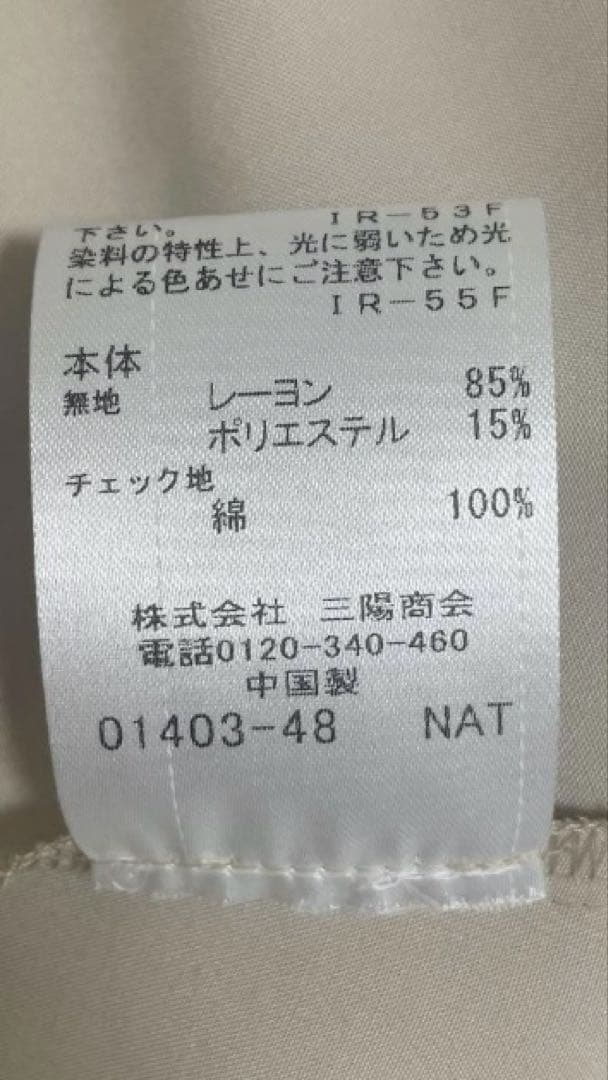 下さい。 IR－53F
染料の特性上、光に弱いため光
による色あせにご注意下さい。
IR－55F
本体
無地 レーヨン 85%
ポリエステル 15%
チェック地
綿 100%
株式会社 三陽商会
電話0120-340-460
中国製
01403-48 NAT